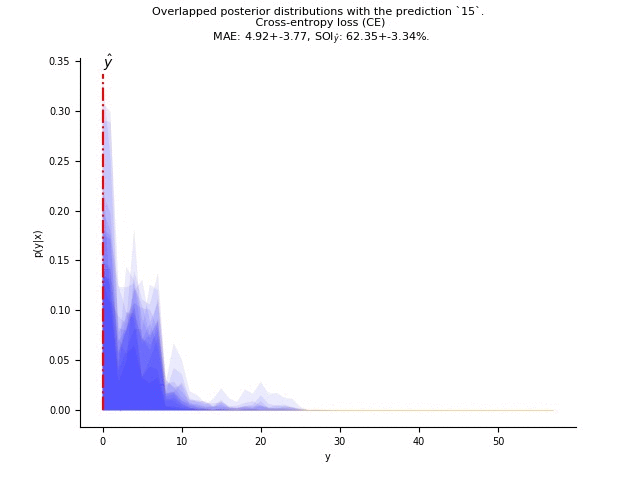 Overlapped posterior distributions with the prediction `15`.
Cross-entropy loss (CE)
MAE: 4.92+-3.77, SOIŷ: 62.35+-3.34%.
ŷ
0.35
0.30
0.25
0.20
0.15
0.10
0.05
0.00
p(y|x)
0 10 20 30 40 50
y